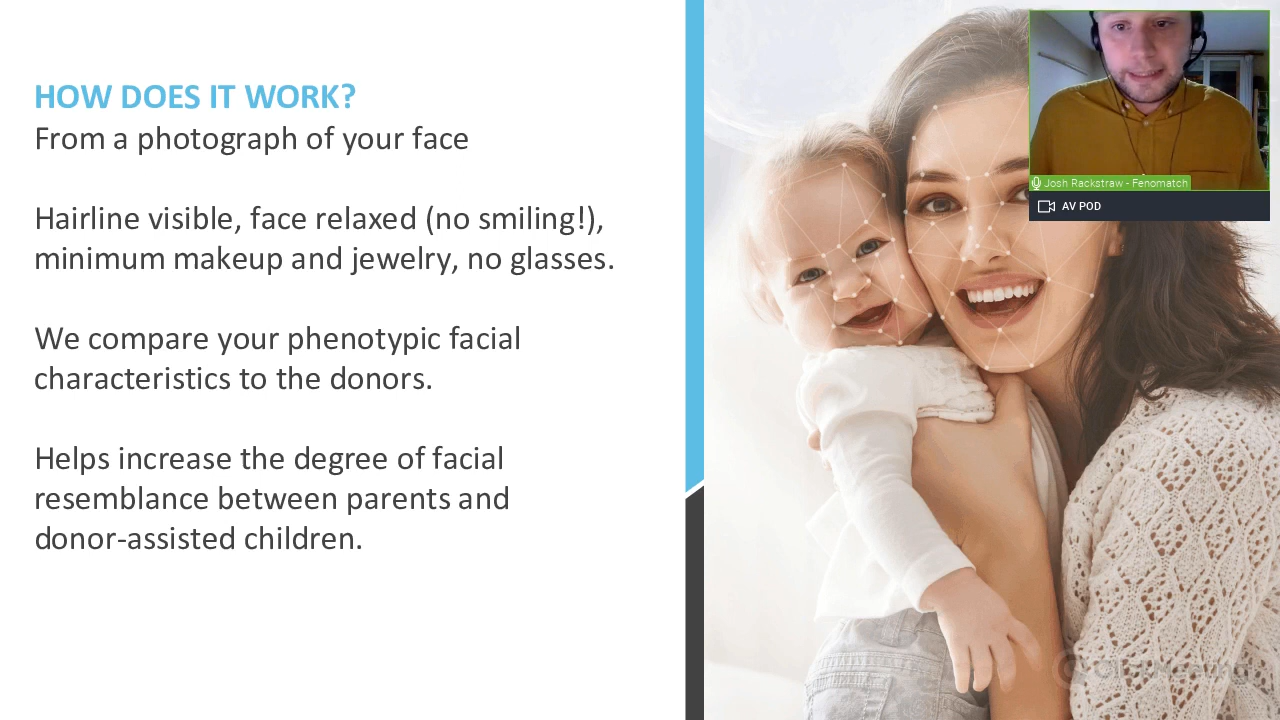 HOW DOES IT WORK?
From a photograph of your face
Hairline visible, face relaxed (no smiling!),
minimum makeup and jewelry, no glasses.
We compare your phenotypic facial
characteristics to the donors.
Helps increase the degree of facial
resemblance between parents and
donor-assisted children.
Josh Rackstraw - Fenomatch
AV POD